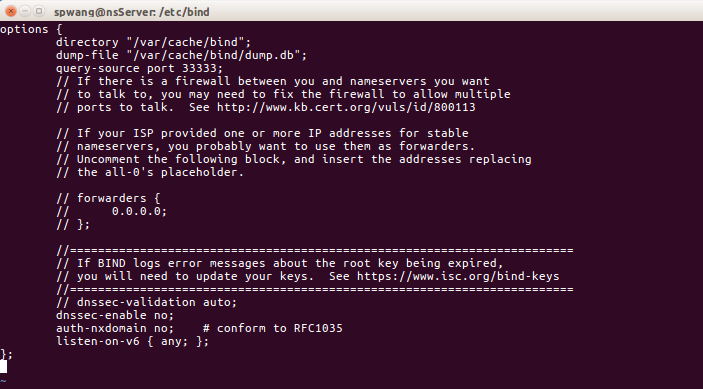 spwang@nsServer: /etc/bind
options {
        directory "/var/cache/bind";
        dump-file "/var/cache/bind/dump.db";
        query-source port 33333;
        // If there is a firewall between you and nameservers you want
        // to talk to, you may need to fix the firewall to allow multiple
        // ports to talk.  See http://www.kb.cert.org/vuls/id/800113

        // If your ISP provided one or more IP addresses for stable
        // nameservers, you probably want to use them as forwarders.
        // Uncomment the following block, and insert the addresses replacing
        // the all-0's placeholder.

        // forwarders {
        //      0.0.0.0;
        // };

        //========================================================================
        // If BIND logs error messages about the root key being expired,
        // you will need to update your keys.  See https://www.isc.org/bind-keys
        //========================================================================
        // dnssec-validation auto;
        dnssec-enable no;
        auth-nxdomain no;    # conform to RFC1035
        listen-on-v6 { any; };
};
~